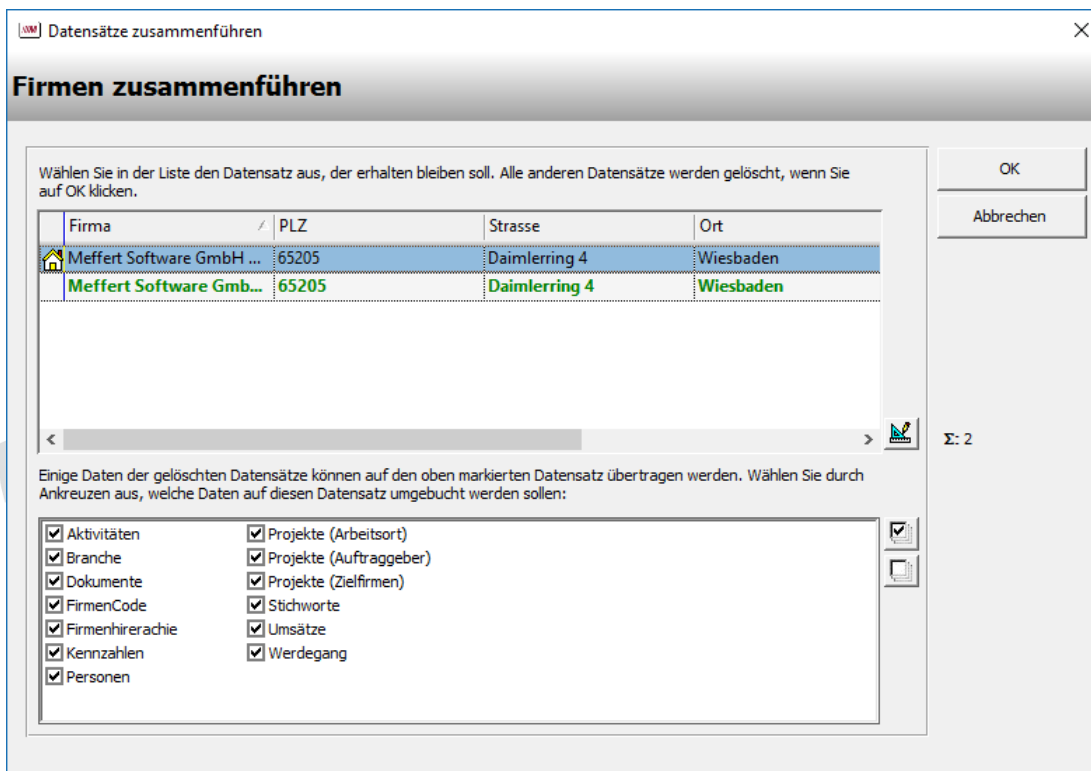 Datensätze zusammenführen
Firmen zusammenführen
Wählen Sie in der Liste den Datensatz aus, der erhalten bleiben soll. Alle anderen Datensätze werden gelöscht, wenn Sie
auf OK klicken.
OK
Abbrechen
Firma PLZ Strasse Ort
Meffert Software GmbH ... 65205 Daimlerring 4 Wiesbaden
Meffert Software Gmb... 65205 Daimlerring 4 Wiesbaden
Σ: 2
Einige Daten der gelöschten Datensätze können auf den oben markierten Datensatz übertragen werden. Wählen Sie durch
Ankreuzen aus, welche Daten auf diesen Datensatz umgebucht werden sollen:
Aktivitäten
Branche
Dokumente
FirmenCode
Firmenhirerachie
Kennzahlen
Personen
Projekte (Arbeitsort)
Projekte (Auftraggeber)
Projekte (Zielfirmen)
Stichworte
Umsätze
Werdegang